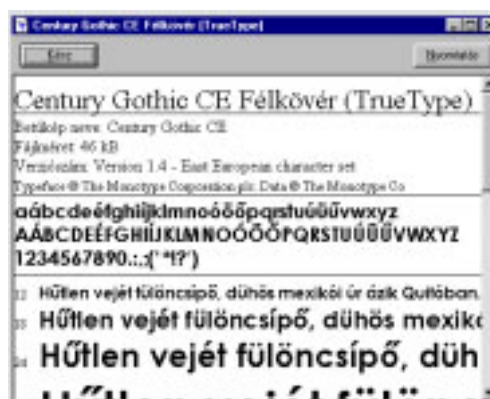 Century Gothic CE Félkövér (TrueType)
Kész Nyomtatás
Century Gothic CE Félkövér (TrueType)
Betűkép neve: Century Gothic CE
Fájlméret: 46 kB
Verziószám: Version 1.4 - East European character set
Typeface © The Monotype Corporation plc. Data © The Monotype Co
aábcdeéfghiíjklmnoóöőpqrstuúüűvwxyz
AÁBCDEÉFGHIÍJKLMNOÓÖŐPQRSTUÚÜŰVWXYZ
1234567890.:,;(' "!?')
12 Hűtlen vejét fülöncsípő, dühös mexikói úr ázik Quitóban.
18 Hűtlen vejét fülöncsípő, dühös mexikó
24 Hűtlen vejét fülöncsípő, düh